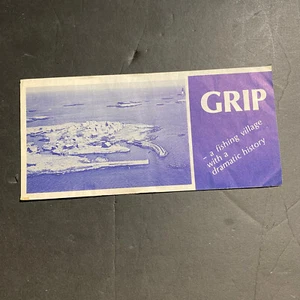 GRIP
– a fishing village
with a
dramatic history